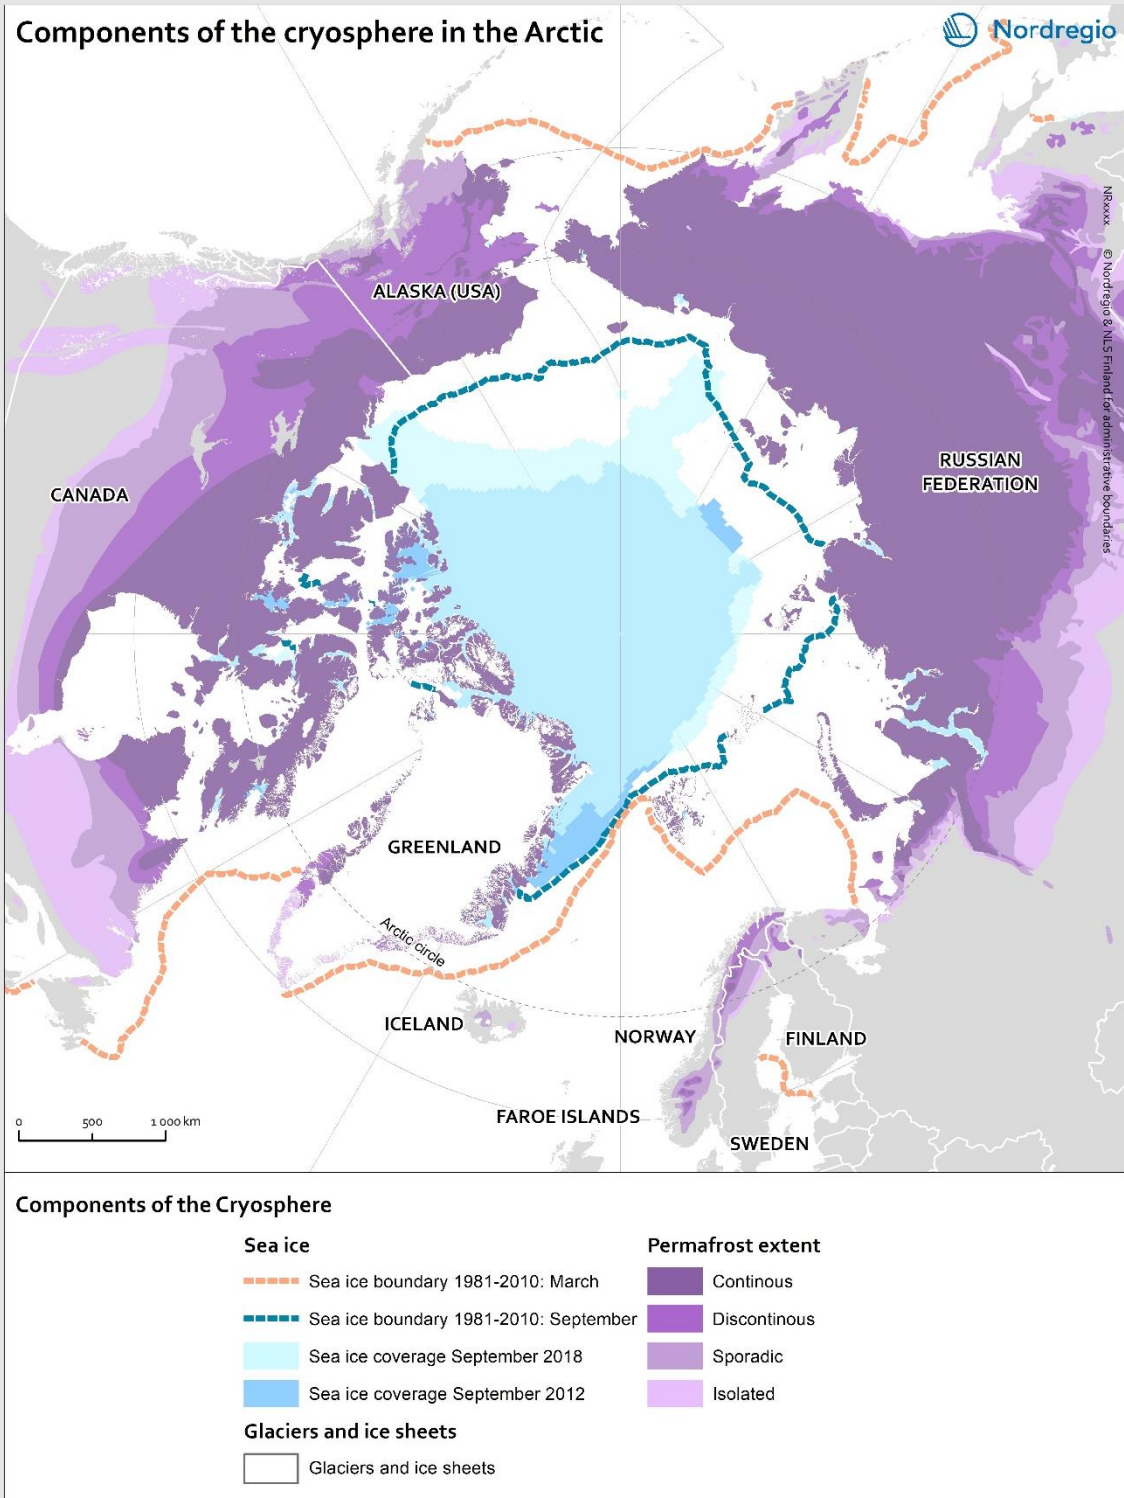 Components of the cryosphere in the Arctic
Nordregio
NRxxxx © Nordregio & NLS Finland for administrative boundaries
ALASKA (USA)
RUSSIAN
FEDERATION
CANADA
GREENLAND
Arctic circle
ICELAND
NORWAY
FINLAND
FAROE ISLANDS
SWEDEN
0 500 1 000 km
Components of the Cryosphere
Sea ice
Sea ice boundary 1981-2010: March
Sea ice boundary 1981-2010: September
Sea ice coverage September 2018
Sea ice coverage September 2012
Glaciers and ice sheets
Glaciers and ice sheets
Permafrost extent
Continous
Discontinous
Sporadic
Isolated